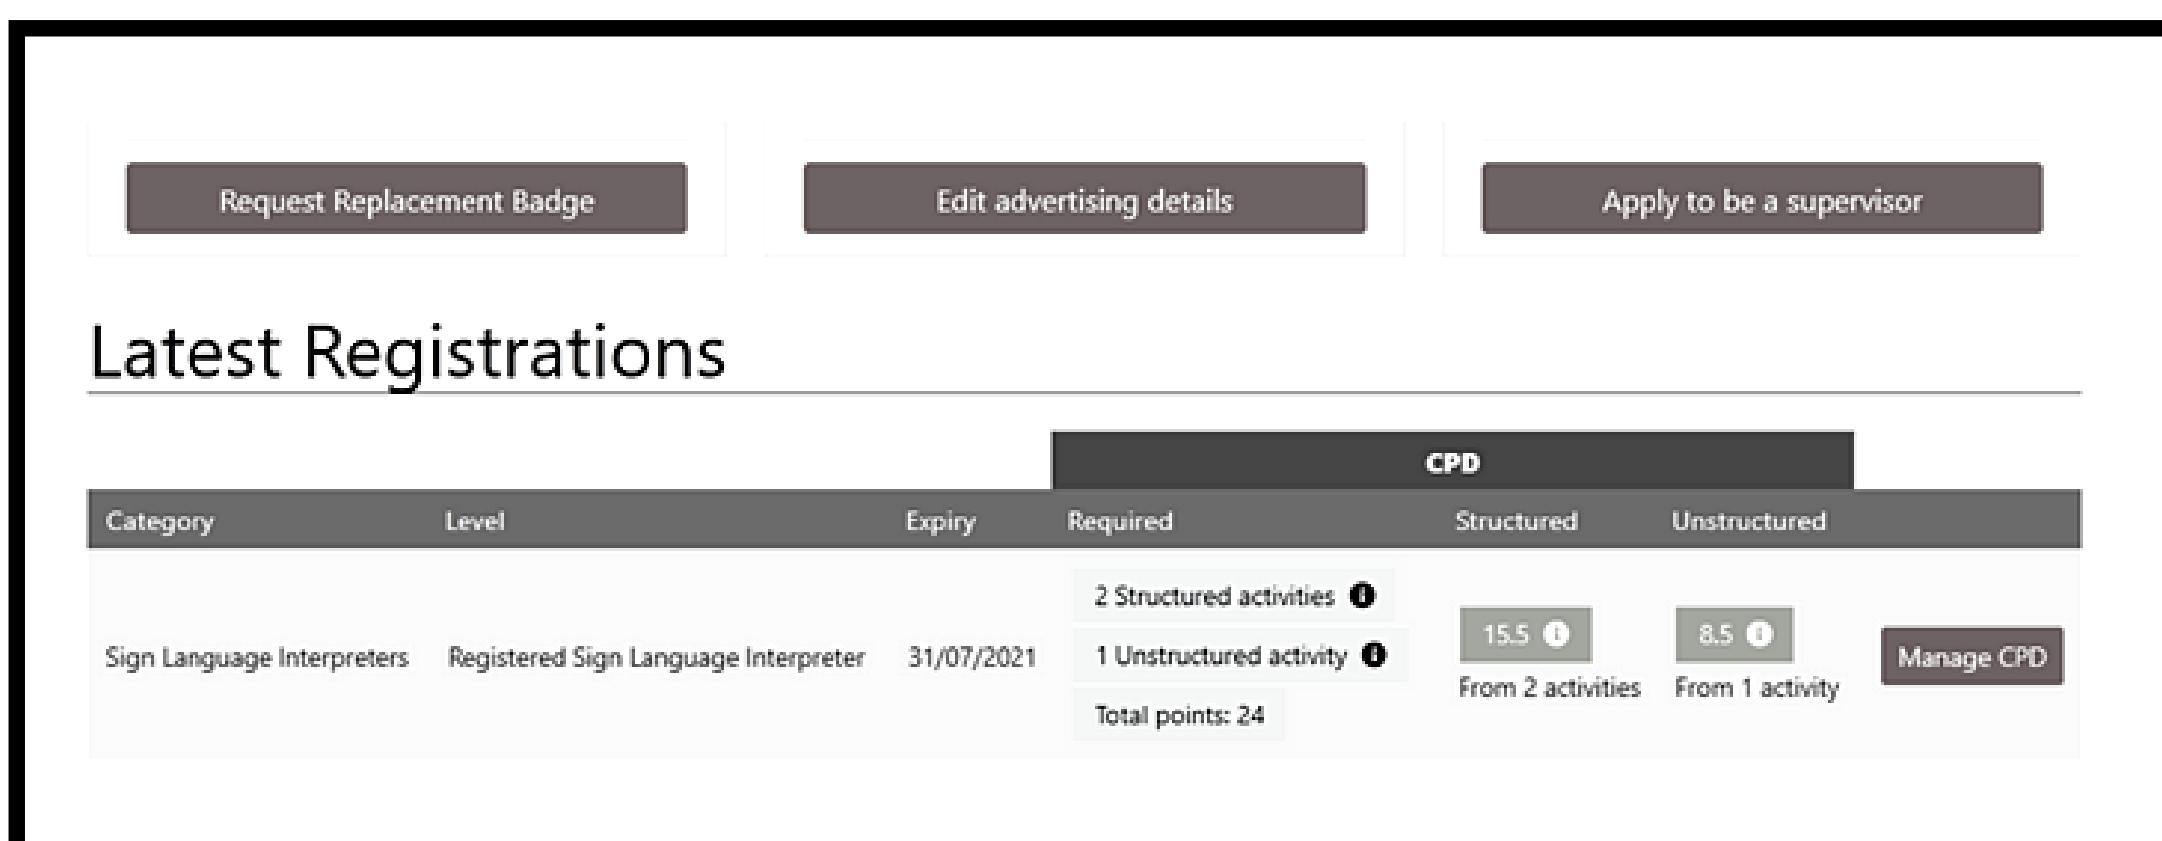 Request Replacement Badge
Edit advertising details
Apply to be a supervisor
Latest Registrations
CPD
Category Level Expiry Required Structured Unstructured
2 Structured activities
1 Unstructured activity
Total points: 24
Sign Language Interpreters Registered Sign Language Interpreter 31/07/2021
15.5
From 2 activities
8.5
From 1 activity
Manage CPD